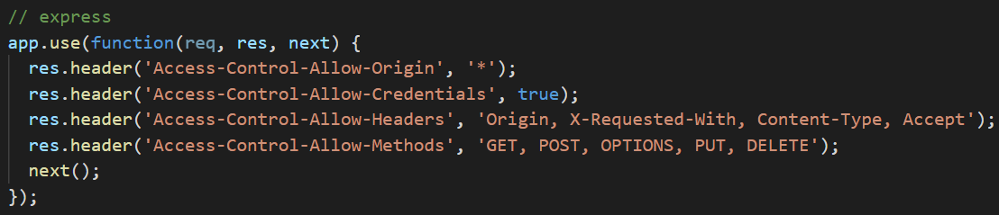 // express
app.use(function(req, res, next) {
  res.header('Access-Control-Allow-Origin', '*');
  res.header('Access-Control-Allow-Credentials', true);
  res.header('Access-Control-Allow-Headers', 'Origin, X-Requested-With, Content-Type, Accept');
  res.header('Access-Control-Allow-Methods', 'GET, POST, OPTIONS, PUT, DELETE');
  next();
});